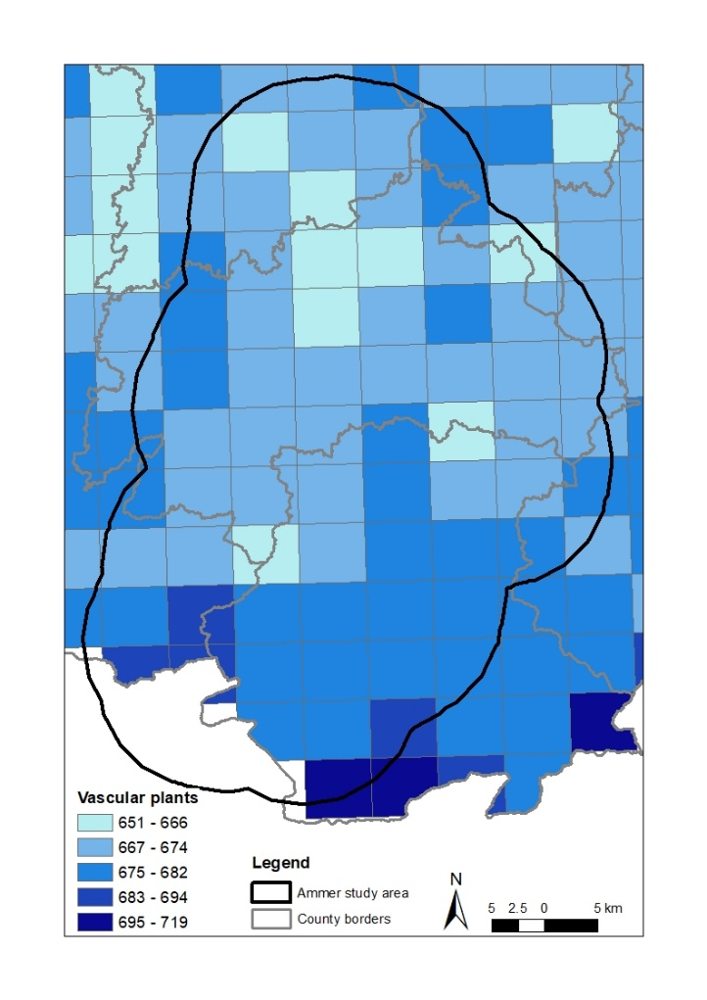 Vascular plants
651 - 666
667 - 674
675 - 682
683 - 694
695 - 719
Legend
Ammer study area
County borders
N
5 2.5 0 5 km